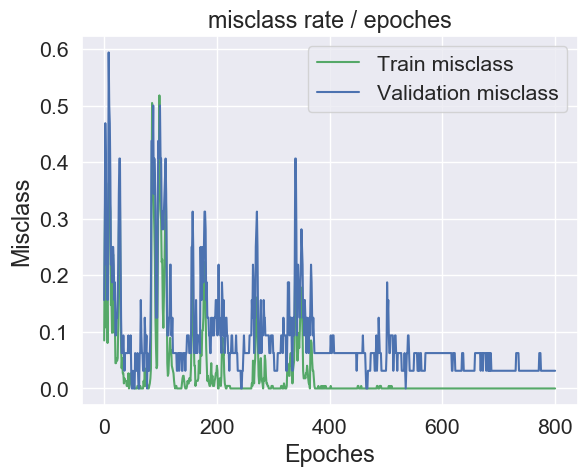 misclass rate / epoches
Train misclass
Validation misclass
Misclass
0.6
0.5
0.4
0.3
0.2
0.1
0.0
0
200
400
600
800
Epoches